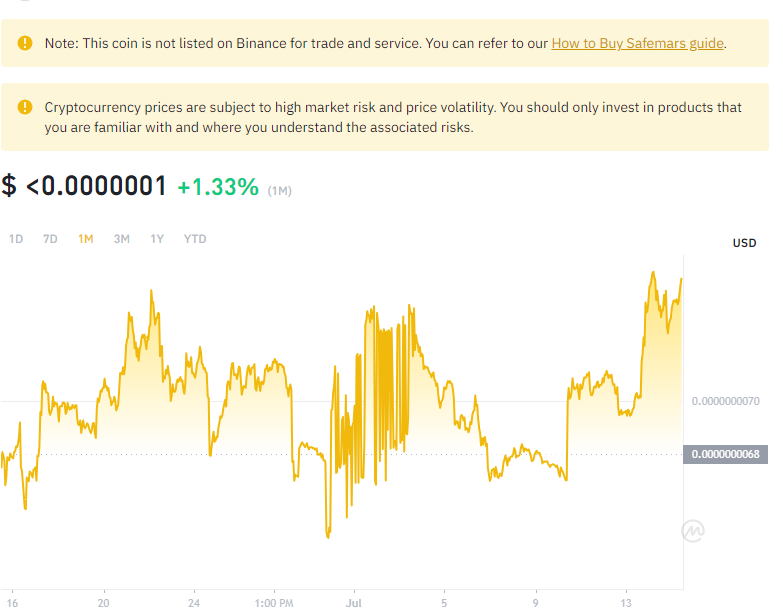 Note: This coin is not listed on Binance for trade and service. You can refer to our How to Buy Safemars guide.
Cryptocurrency prices are subject to high market risk and price volatility. You should only invest in products that
you are familiar with and where you understand the associated risks.
$ <0.0000001 +1.33% (1M)
1D 7D 1M 3M 1Y YTD
USD
0.0000000070
0.0000000068
16 20 24 1:00 PM Jul 5 9 13